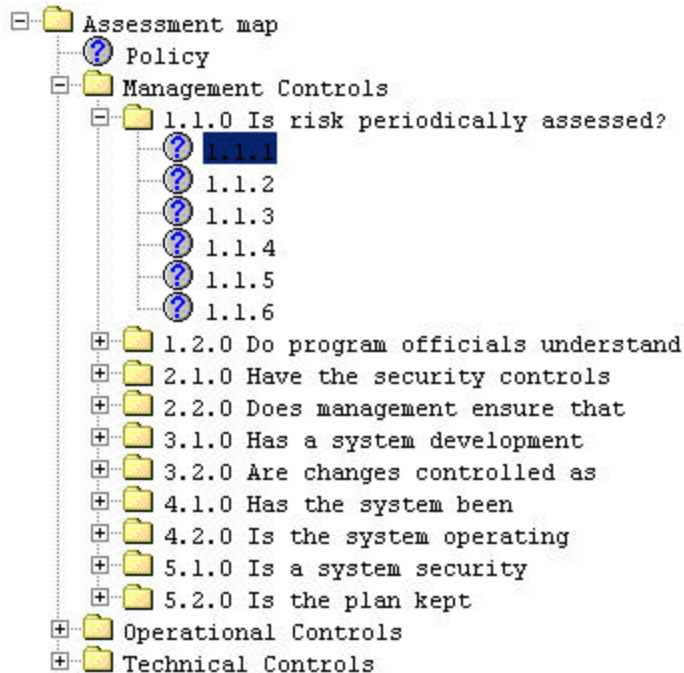 Assessment map
Policy
Management Controls
1.1.0 Is risk periodically assessed?
1.1.1
1.1.2
1.1.3
1.1.4
1.1.5
1.1.6
1.2.0 Do program officials understand
2.1.0 Have the security controls
2.2.0 Does management ensure that
3.1.0 Has a system development
3.2.0 Are changes controlled as
4.1.0 Has the system been
4.2.0 Is the system operating
5.1.0 Is a system security
5.2.0 Is the plan kept
Operational Controls
Technical Controls